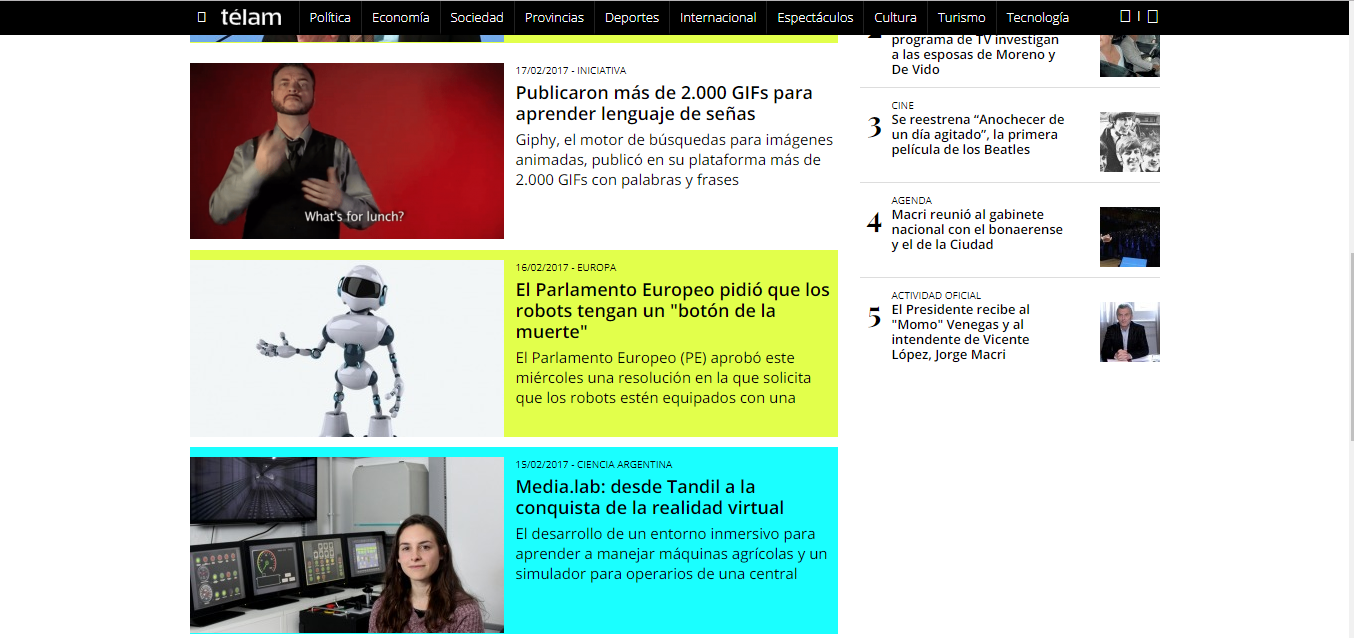 télam
Política
Economía
Sociedad
Provincias
Deportes
Internacional
Espectáculos
Cultura
Turismo
Tecnología
17/02/2017 - INICIATIVA
Publicaron más de 2.000 GIFs para
aprender lenguaje de señas
Giphy, el motor de búsquedas para imágenes
animadas, publicó en su plataforma más de
2.000 GIFs con palabras y frases
What's for lunch?
16/02/2017 - EUROPA
El Parlamento Europeo pidió que los
robots tengan un "botón de la
muerte"
El Parlamento Europeo (PE) aprobó este
miércoles una resolución en la que solicita
que los robots estén equipados con una
15/02/2017 - CIENCIA ARGENTINA
Media.lab: desde Tandil a la
conquista de la realidad virtual
El desarrollo de un entorno inmersivo para
aprender a manejar máquinas agrícolas y un
simulador para operarios de una central
programa de TV investigan
a las esposas de Moreno y
De Vido
3
CINE
Se reestrena “Anochecer de
un día agitado”, la primera
película de los Beatles
4
AGENDA
Macri reunió al gabinete
nacional con el bonaerense
y el de la Ciudad
5
ACTIVIDAD OFICIAL
El Presidente recibe al
"Momo" Venegas y al
intendente de Vicente
López, Jorge Macri